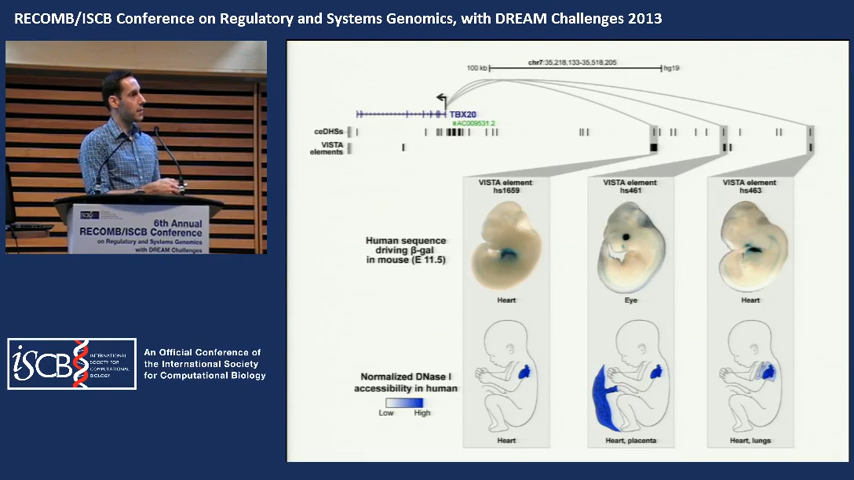 RECOMB/ISCB Conference on Regulatory and Systems Genomics, with DREAM Challenges 2013
6th Annual
RECOMB/ISCB Conference
on Regulatory and Systems Genomics
with DREAM Challenges
iSCB
INTERNATIONAL
SOCIETY FOR
COMPUTATIONAL
BIOLOGY
An Official Conference of
the International Society
for Computational Biology
chr7:35,218,133-35,518,205
100 kb
hg19
TBX20
AC009531.2
ceDHSs
VISTA
elements
VISTA element
hs1659
VISTA element
hs461
VISTA element
hs463
Human sequence
driving β-gal
in mouse (E 11.5)
Heart
Eye
Heart
Normalized DNase I
accessibility in human
Low
High
Heart
Heart, placenta
Heart, lungs